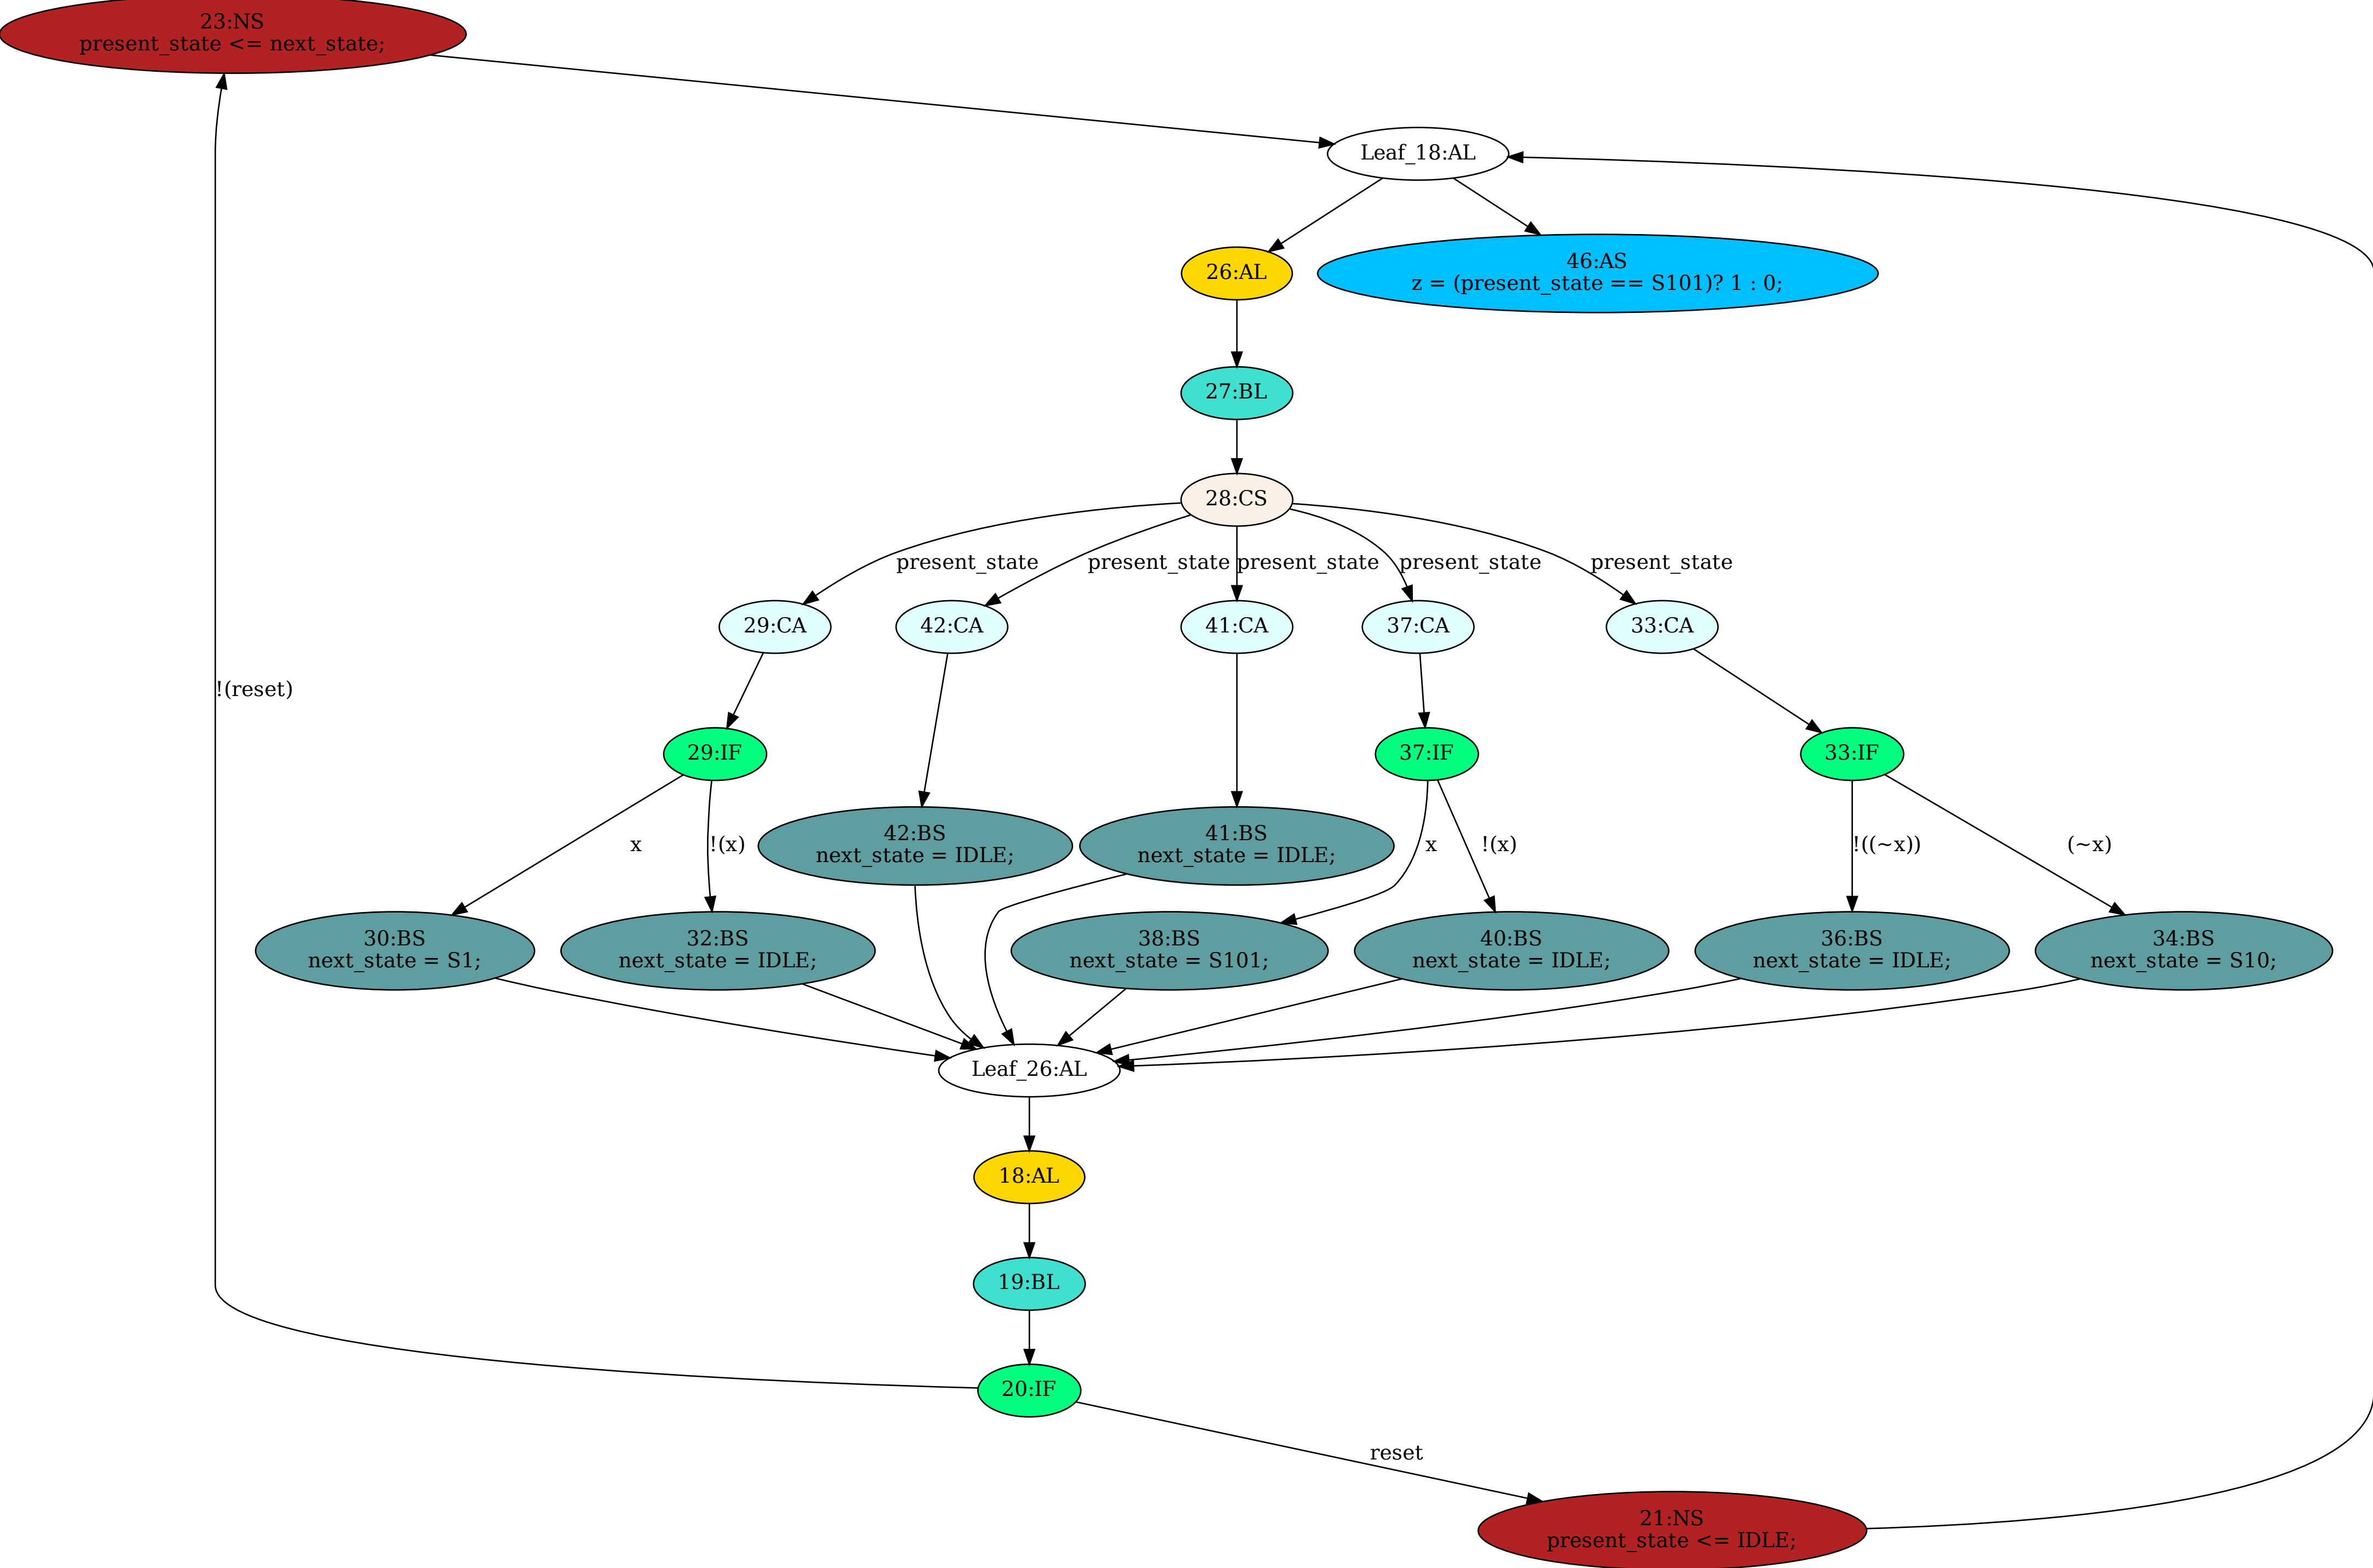 23:NS
present_state <= next_state;
Leaf_18:AL
26:AL
46:AS
z = (present_state == S101)? 1 : 0;
27:BL
28:CS
present_state
present_state
present_state
present_state
present_state
29:CA
42:CA
41:CA
37:CA
33:CA
!(reset)
29:IF
37:IF
33:IF
x
!(x)
42:BS
next_state = IDLE;
41:BS
next_state = IDLE;
x
!(x)
!((~x))
(~x)
30:BS
next_state = S1;
32:BS
next_state = IDLE;
38:BS
next_state = S101;
40:BS
next_state = IDLE;
36:BS
next_state = IDLE;
34:BS
next_state = S10;
Leaf_26:AL
18:AL
19:BL
20:IF
reset
21:NS
present_state <= IDLE;